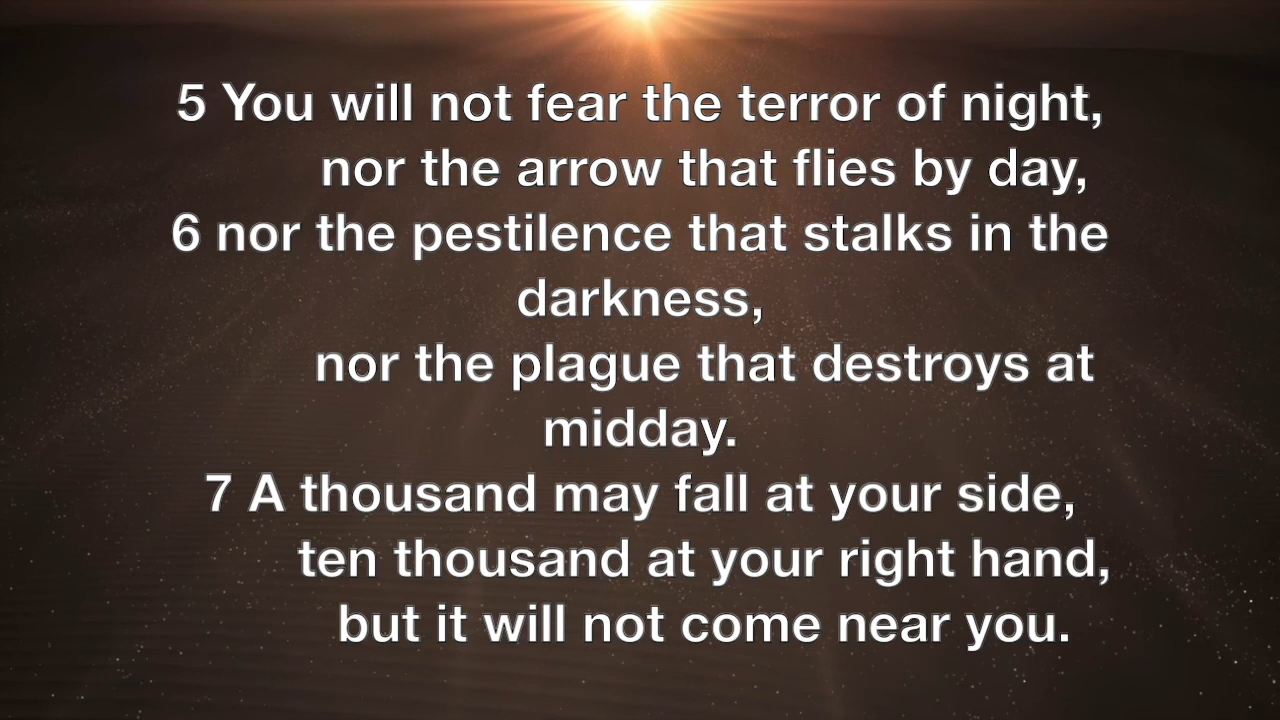 5 You will not fear the terror of night,
nor the arrow that flies by day,
6 nor the pestilence that stalks in the
darkness,
nor the plague that destroys at
midday.
7 A thousand may fall at your side,
ten thousand at your right hand,
but it will not come near you.